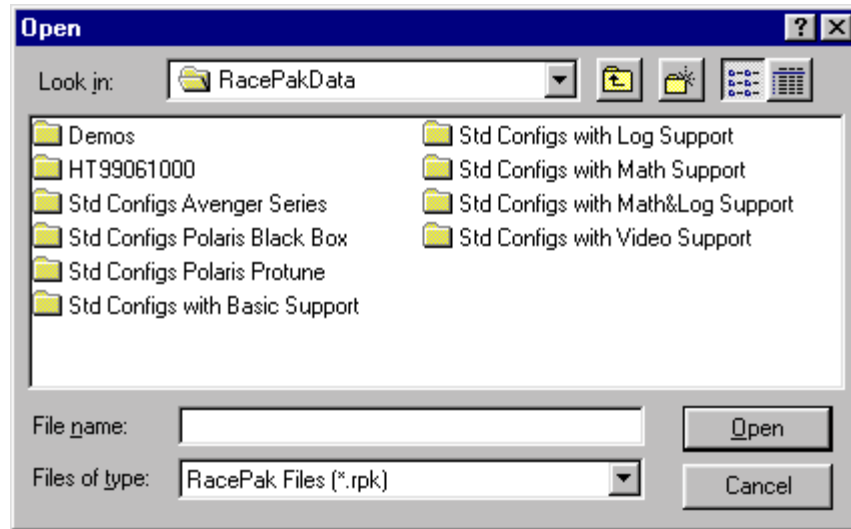 Open
Look in: RacePakData
Demos
HT99061000
Std Configs Avenger Series
Std Configs Polaris Black Box
Std Configs Polaris Protune
Std Configs with Basic Support
Std Configs with Log Support
Std Configs with Math Support
Std Configs with Math&Log Support
Std Configs with Video Support
File name:
Open
Files of type: RacePak Files (*.rpk)
Cancel